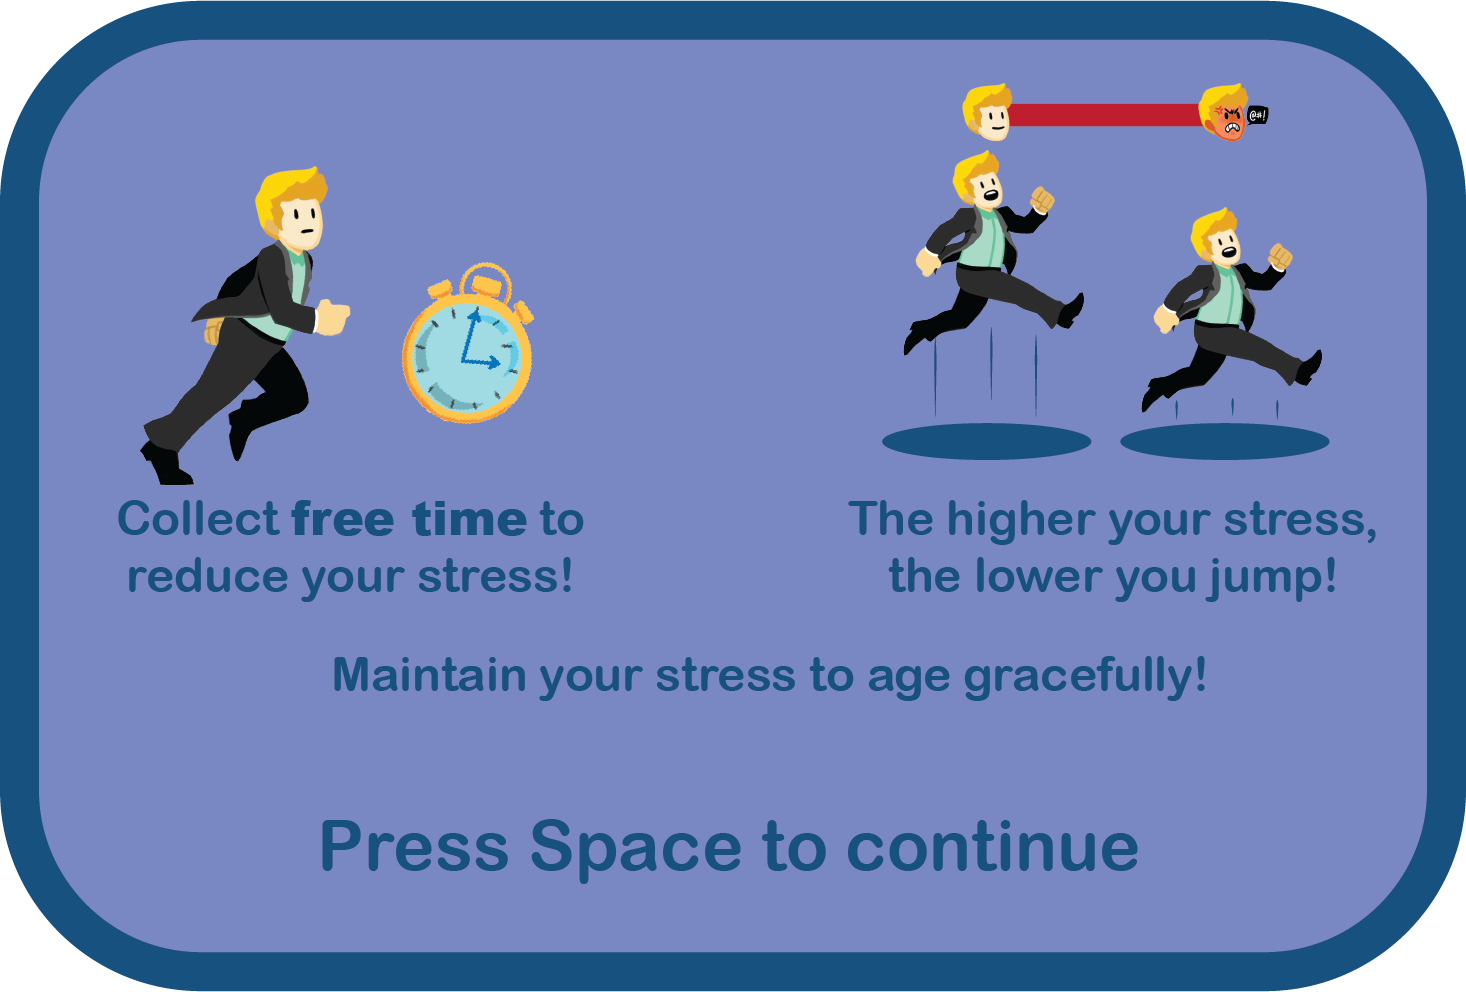 @#!
Collect free time to
reduce your stress!
The higher your stress,
the lower you jump!
Maintain your stress to age gracefully!
Press Space to continue